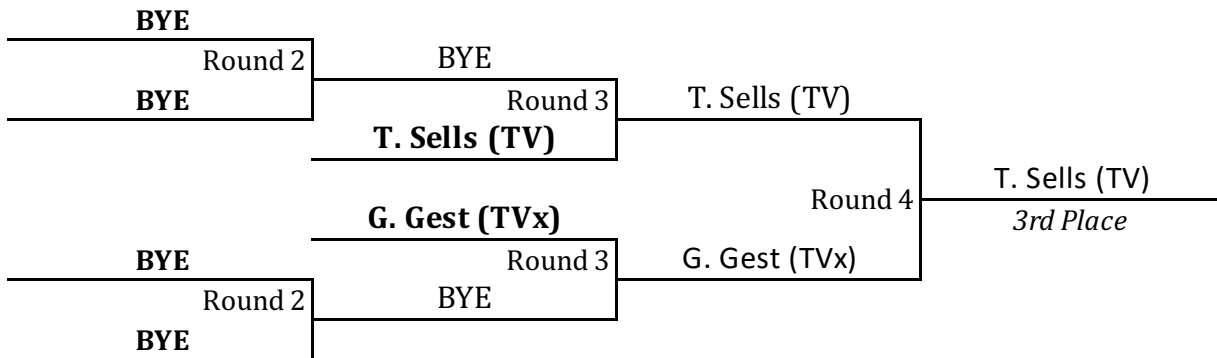 BYE
Round 2
BYE
BYE
Round 3
T. Sells (TV)
T. Sells (TV)
Round 4
T. Sells (TV)
3rd Place
G. Gest (TVx)
Round 3
G. Gest (TVx)
BYE
Round 2
BYE
BYE